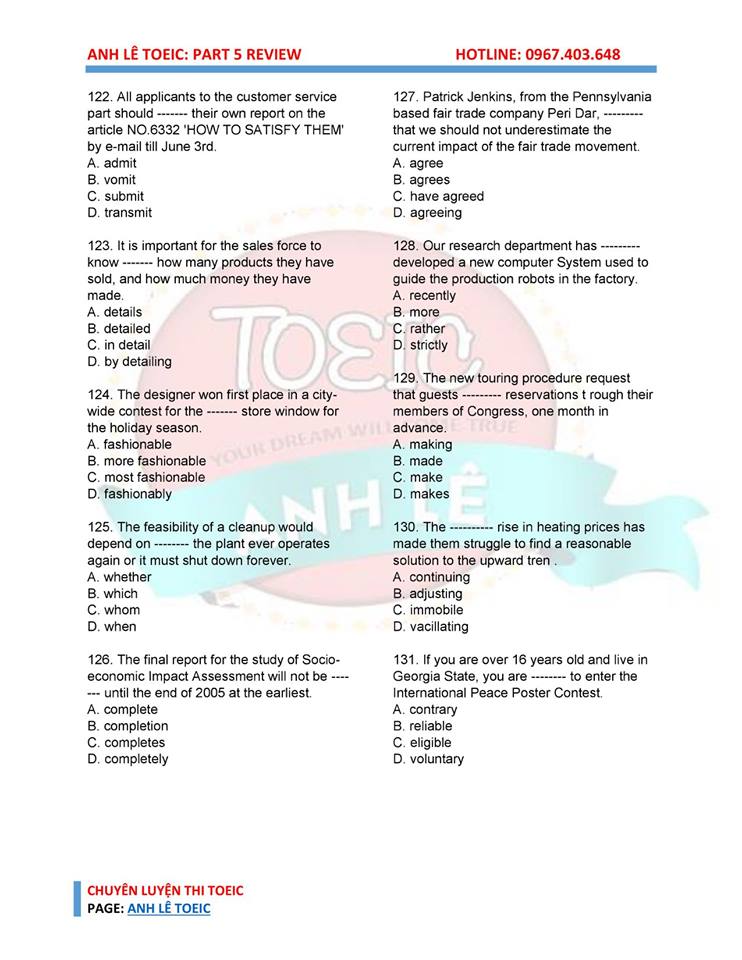 ANH LÊ TOEIC: PART 5 REVIEW HOTLINE: 0967.403.648
122. All applicants to the customer service
part should ------- their own report on the
article NO.6332 'HOW TO SATISFY THEM'
by e-mail till June 3rd.
A. admit
B. vomit
C. submit
D. transmit
123. It is important for the sales force to
know ------- how many products they have
sold, and how much money they have
made.
A. details
B. detailed
C. in detail
D. by detailing
124. The designer won first place in a city-
wide contest for the ------- store window for
the holiday season.
A. fashionable
B. more fashionable
C. most fashionable
D. fashionably
125. The feasibility of a cleanup would
depend on -------- the plant ever operates
again or it must shut down forever.
A. whether
B. which
C. whom
D. when
126. The final report for the study of Socio-
economic Impact Assessment will not be ----
--- until the end of 2005 at the earliest.
A. complete
B. completion
C. completes
D. completely
127. Patrick Jenkins, from the Pennsylvania
based fair trade company Peri Dar, ---------
that we should not underestimate the
current impact of the fair trade movement.
A. agree
B. agrees
C. have agreed
D. agreeing
128. Our research department has ---------
developed a new computer System used to
guide the production robots in the factory.
A. recently
B. more
C. rather
D. strictly
129. The new touring procedure request
that guests --------- reservations t rough their
members of Congress, one month in
advance.
A. making
B. made
C. make
D. makes
130. The ---------- rise in heating prices has
made them struggle to find a reasonable
solution to the upward tren .
A. continuing
B. adjusting
C. immobile
D. vacillating
131. If you are over 16 years old and live in
Georgia State, you are -------- to enter the
International Peace Poster Contest.
A. contrary
B. reliable
C. eligible
D. voluntary
TOEIC
YOUR DREAM WILL COME TRUE
ANH LÊ
CHUYÊN LUYỆN THI TOEIC
PAGE: ANH LÊ TOEIC